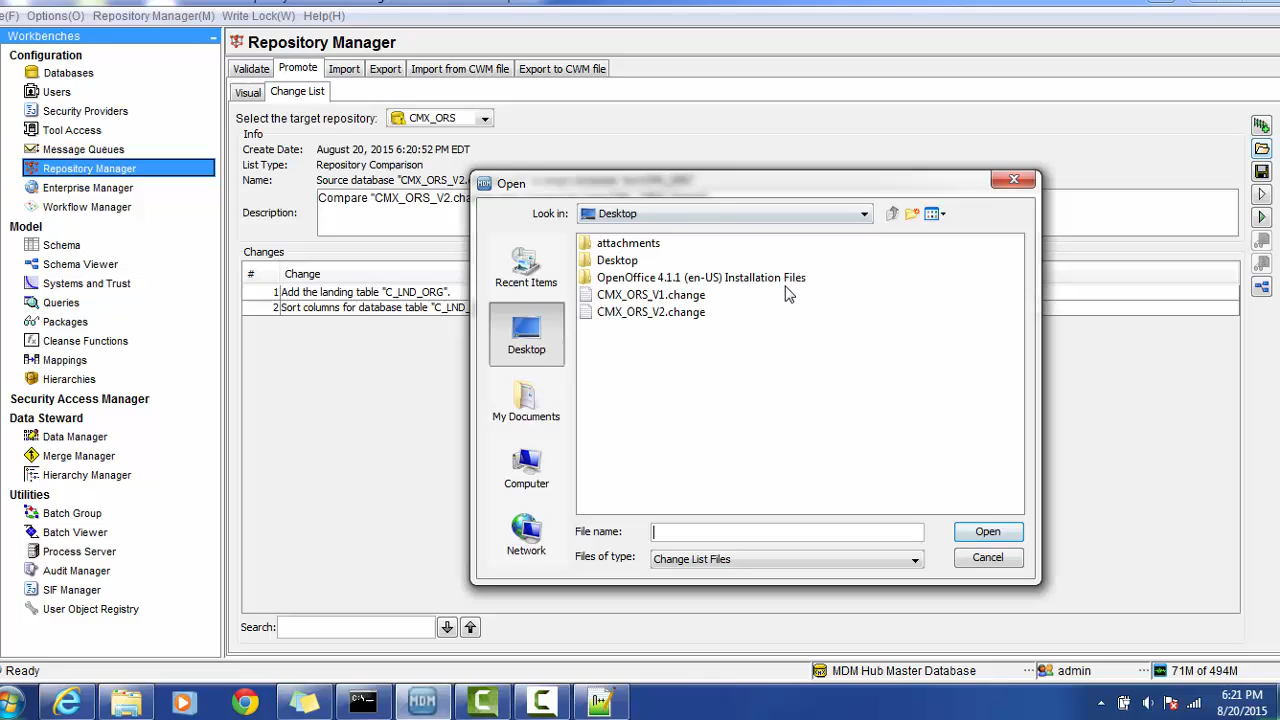 e(F) Options(O) Repository Manager(M) Write Lock(W) Help(H)
Workbenches
Configuration
Databases
Users
Security Providers
Tool Access
Message Queues
Repository Manager
Enterprise Manager
Workflow Manager
Model
Schema
Schema Viewer
Systems and Trust
Queries
Packages
Cleanse Functions
Mappings
Hierarchies
Security Access Manager
Data Steward
Data Manager
Merge Manager
Hierarchy Manager
Utilities
Batch Group
Batch Viewer
Process Server
Audit Manager
SIF Manager
User Object Registry
Repository Manager
Validate Promote Import Export Import from CWM file Export to CWM file
Visual Change List
Select the target repository: CMX_ORS
Info
Create Date: August 20, 2015 6:20:52 PM EDT
List Type: Repository Comparison
Name: Source database "CMX_ORS_V2.c
Description: Compare "CMX_ORS_V2.cha
Changes
# Change
1 Add the landing table "C_LND_ORG".
2 Sort columns for database table "C_LND_
Search:
MDM Open
Look in: Desktop
Recent Items
Desktop
My Documents
Computer
Network
attachments
Desktop
OpenOffice 4.1.1 (en-US) Installation Files
CMX_ORS_V1.change
CMX_ORS_V2.change
File name: Open
Files of type: Change List Files Cancel
Ready MDM Hub Master Database admin 71M of 494M
MDM
6:21 PM
8/20/2015